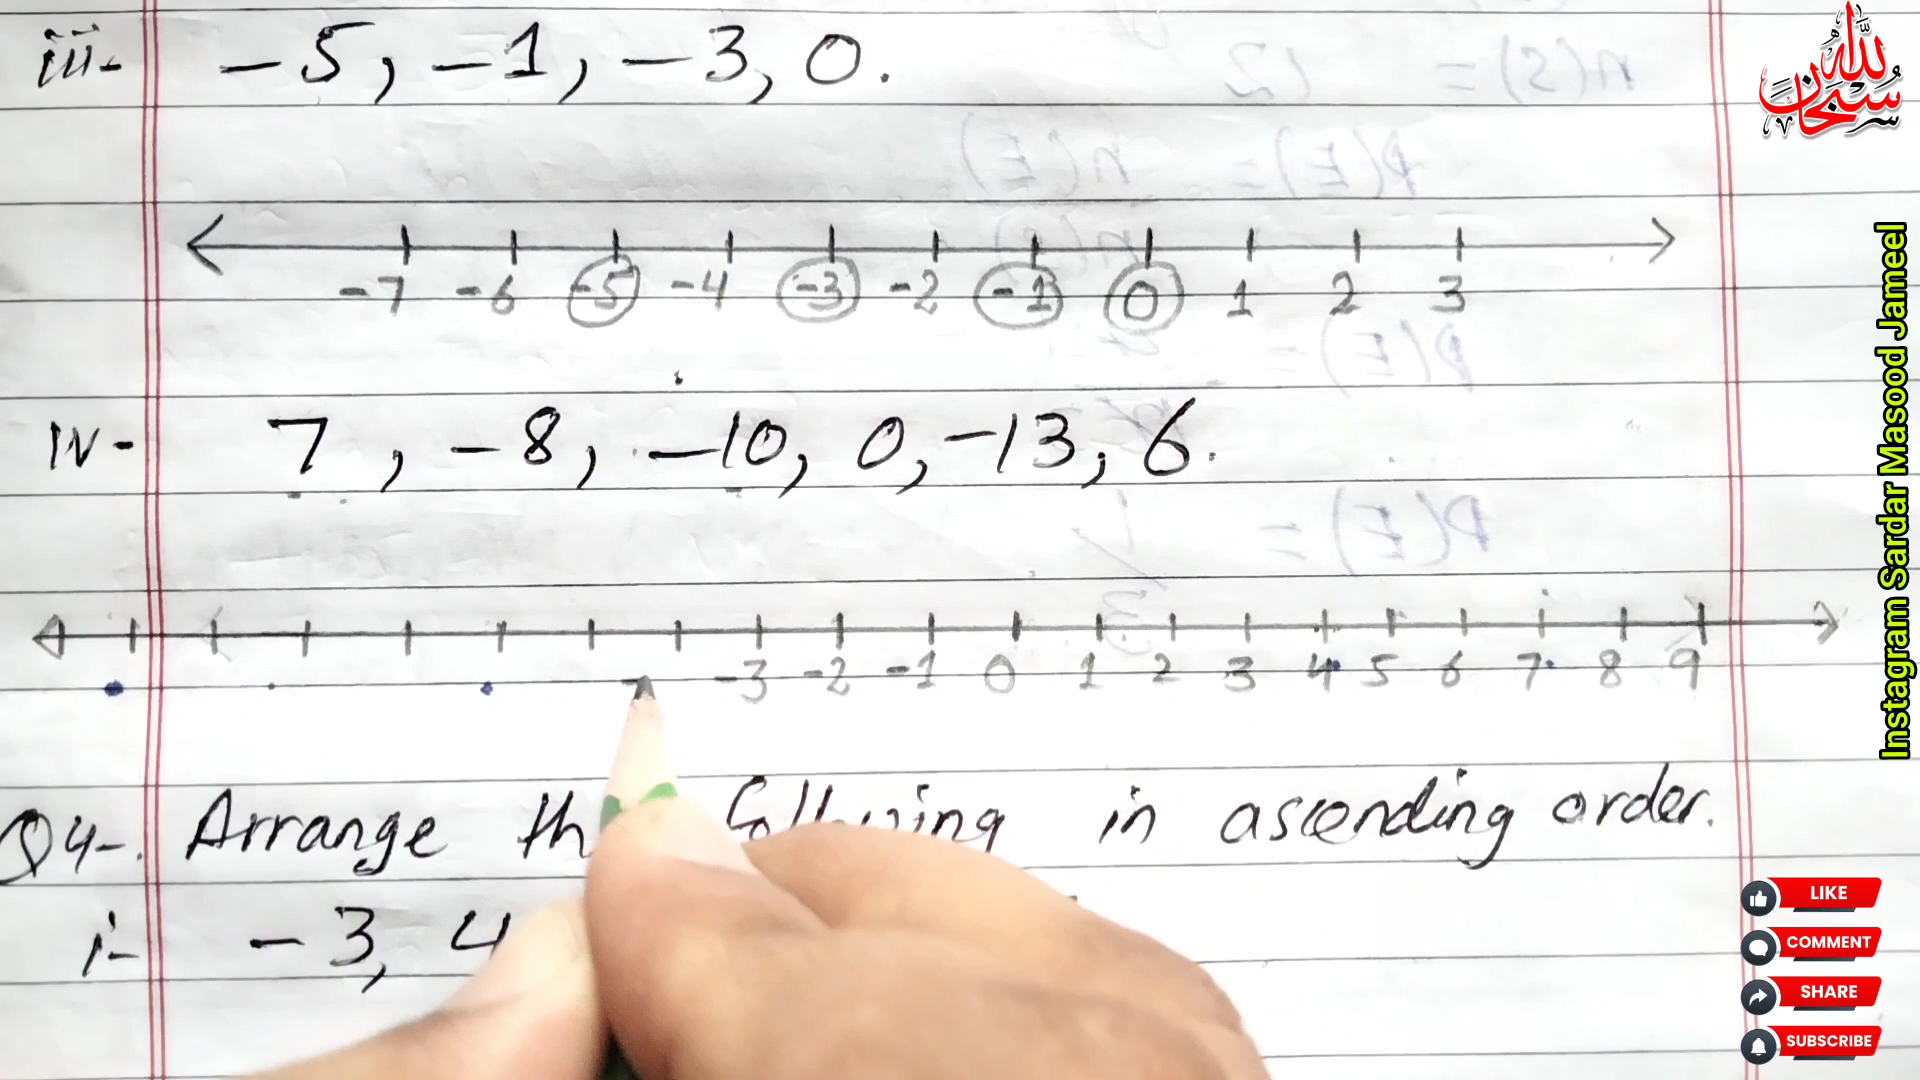 iii- -5, -1, -3, 0.
-7 -6 -5 -4 -3 -2 -1 0 1 2 3
iv- 7, -8, -10, 0, -13, 6.
-3 -2 -1 0 1 2 3 4 5 6 7 8 9
Q4- Arrange following in ascending order.
i- -3, 4
سبحان الله
Instagram Sardar Masood Jameel
LIKE
COMMENT
SHARE
SUBSCRIBE